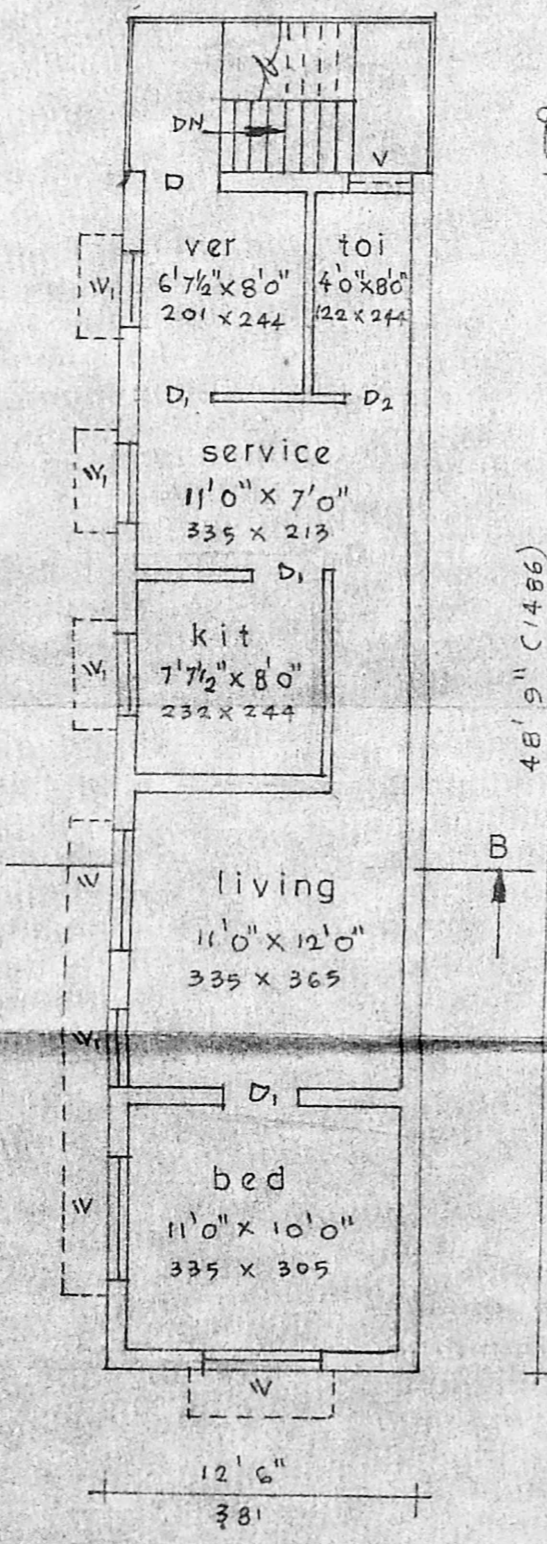 DN
D
V
ver
6'7½"x8'0"
201 x 244
toi
4'0"x8'0"
122 x 244
W₁
D₁
D₂
service
11'0" x 7'0"
335 x 213
W₁
D₁
kit
7'7½"x 8'0"
232 x 244
W₁
48' 9" (1486)
B
living
11'0" x 12'0"
335 x 365
W
W₁
D₁
bed
11'0" x 10'0"
335 x 305
W
W
12' 6"
381